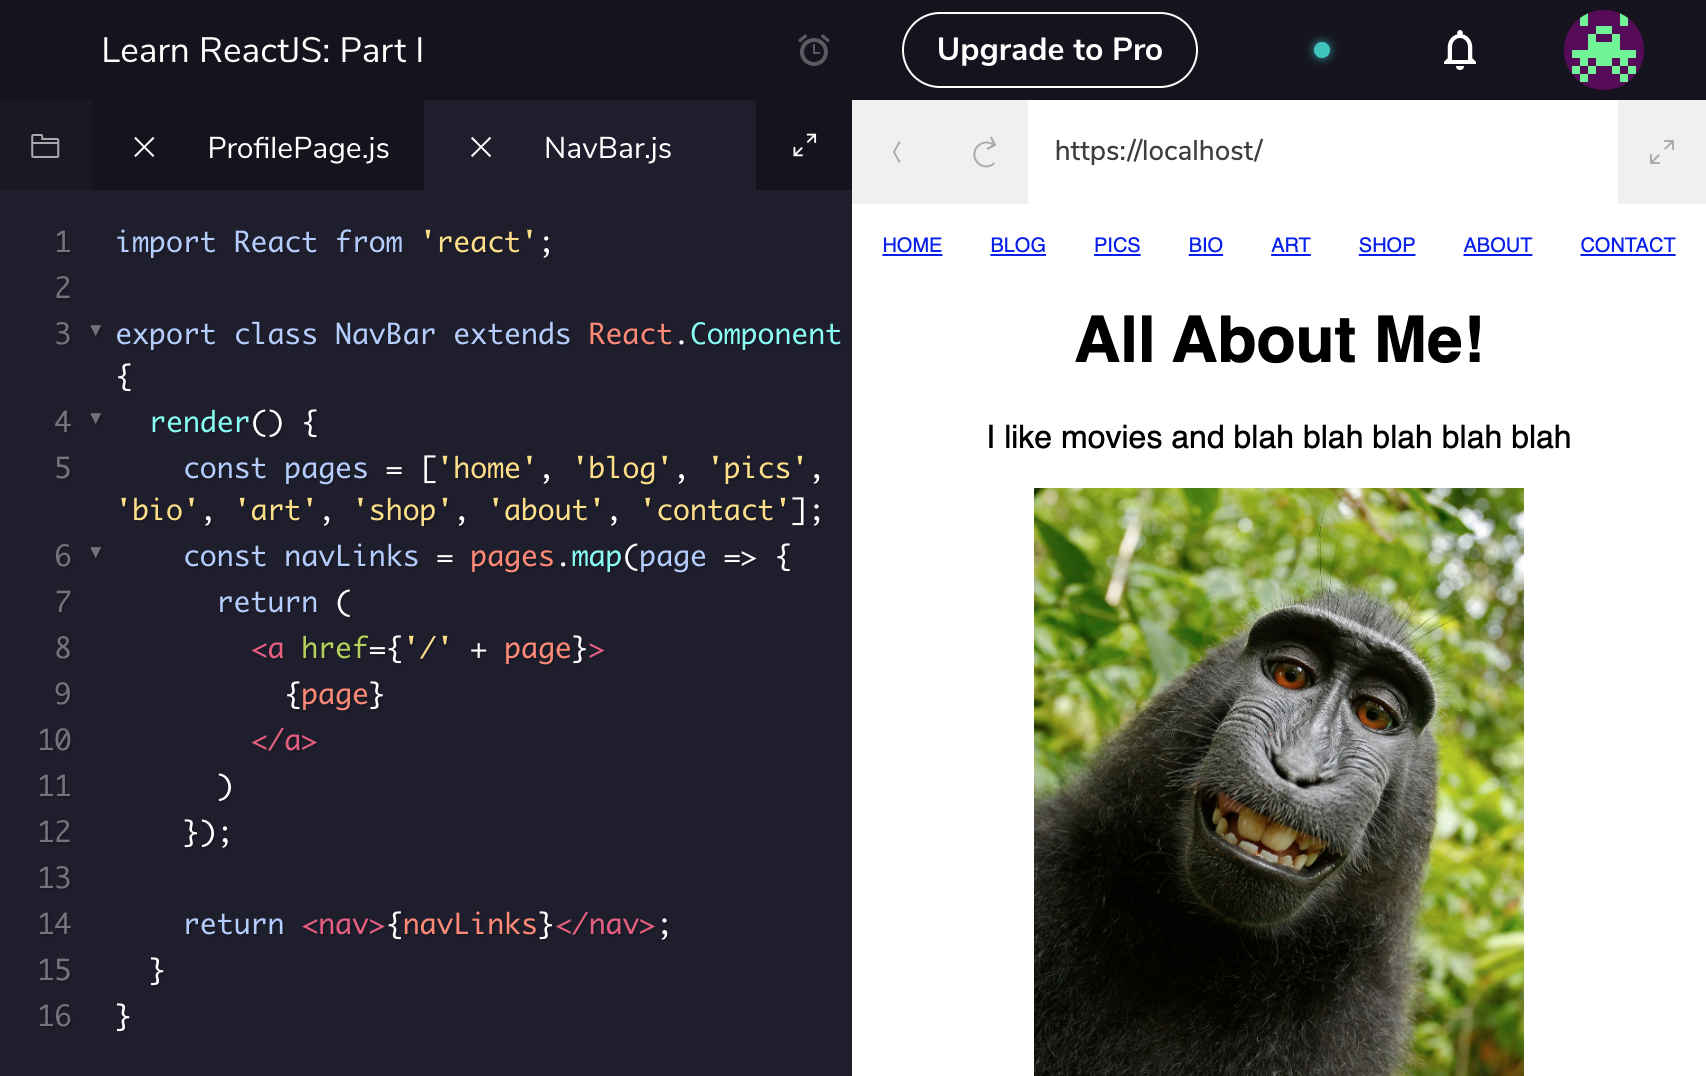 Learn ReactJS: Part I
Upgrade to Pro
ProfilePage.js
NavBar.js
1 import React from 'react';
2
3 export class NavBar extends React.Component
{
4 render() {
5 const pages = ['home', 'blog', 'pics',
'bio', 'art', 'shop', 'about', 'contact'];
6 const navLinks = pages.map(page => {
7 return (
8 <a href={'/' + page}>
9 {page}
10 </a>
11 )
12 });
13
14 return <nav>{navLinks}</nav>;
15 }
16 }
https://localhost/
HOME BLOG PICS BIO ART SHOP ABOUT CONTACT
All About Me!
I like movies and blah blah blah blah blah